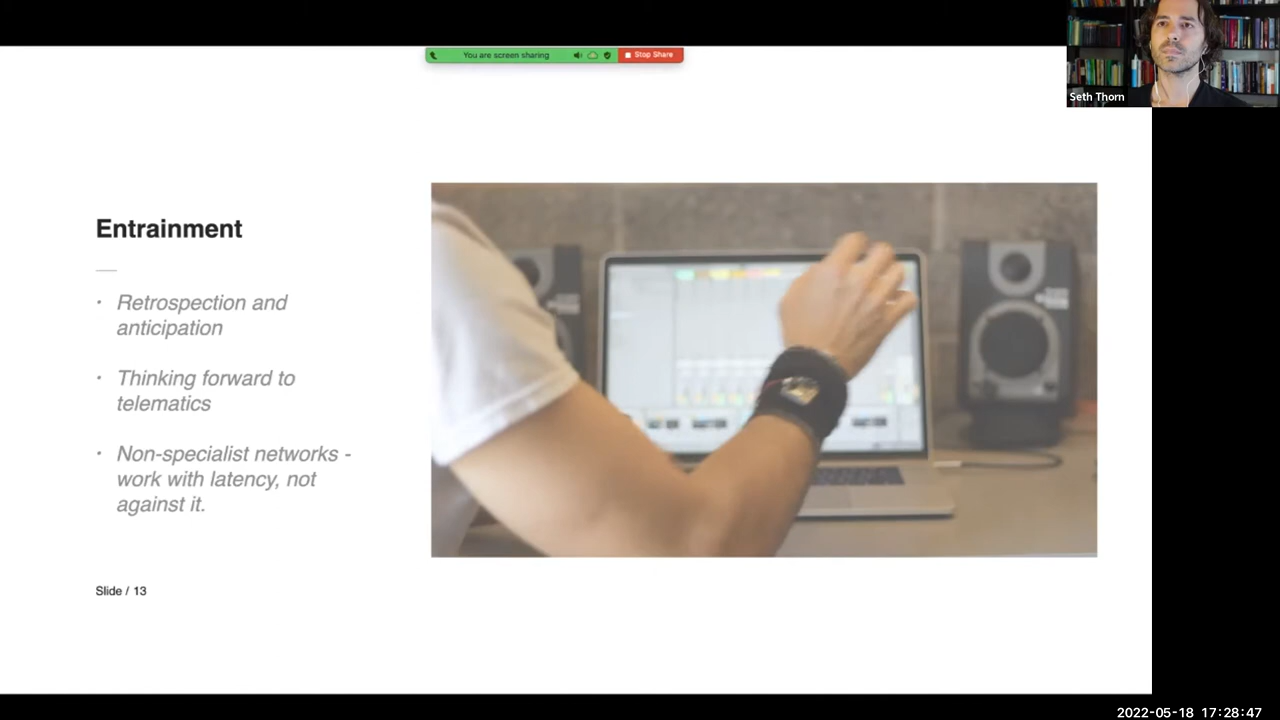 You are screen sharing
Stop Share
Seth Thorn
Entrainment
· Retrospection and
anticipation
· Thinking forward to
telematics
· Non-specialist networks -
work with latency, not
against it.
Slide / 13
2022-05-18 17:28:47